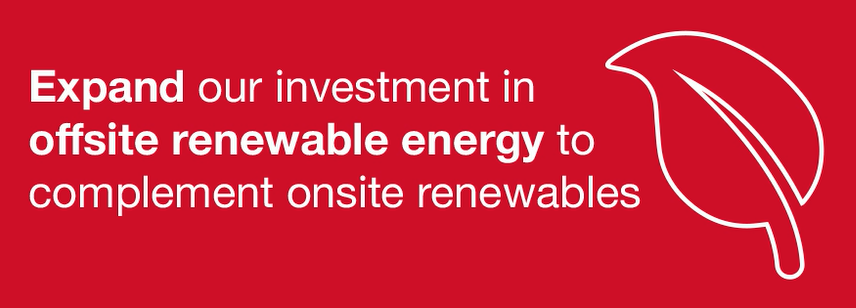 Expand our investment in
offsite renewable energy to
complement onsite renewables